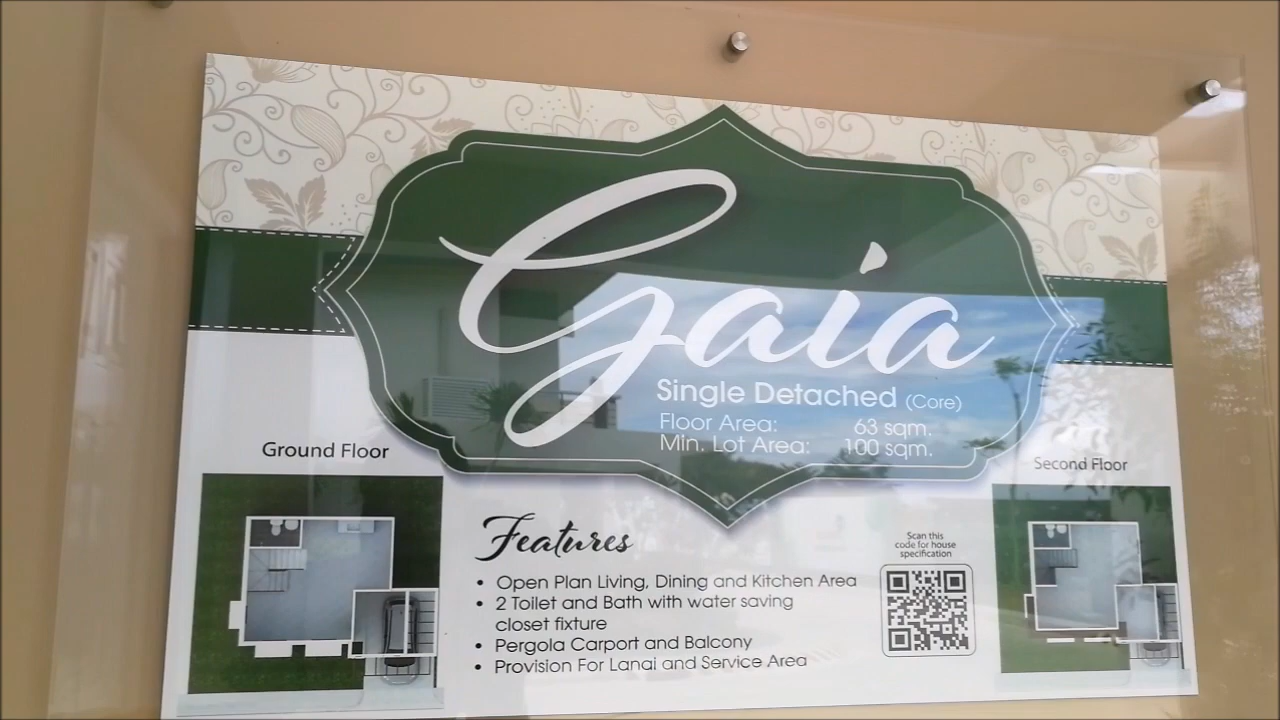 Gaia
Single Detached (Core)
Floor Area: 63 sqm.
Min. Lot Area: 100 sqm.
Ground Floor
Second Floor
Features
• Open Plan Living, Dining and Kitchen Area
• 2 Toilet and Bath with water saving
closet fixture
• Pergola Carport and Balcony
• Provision For Lanai and Service Area
Scan this
code for house
specification